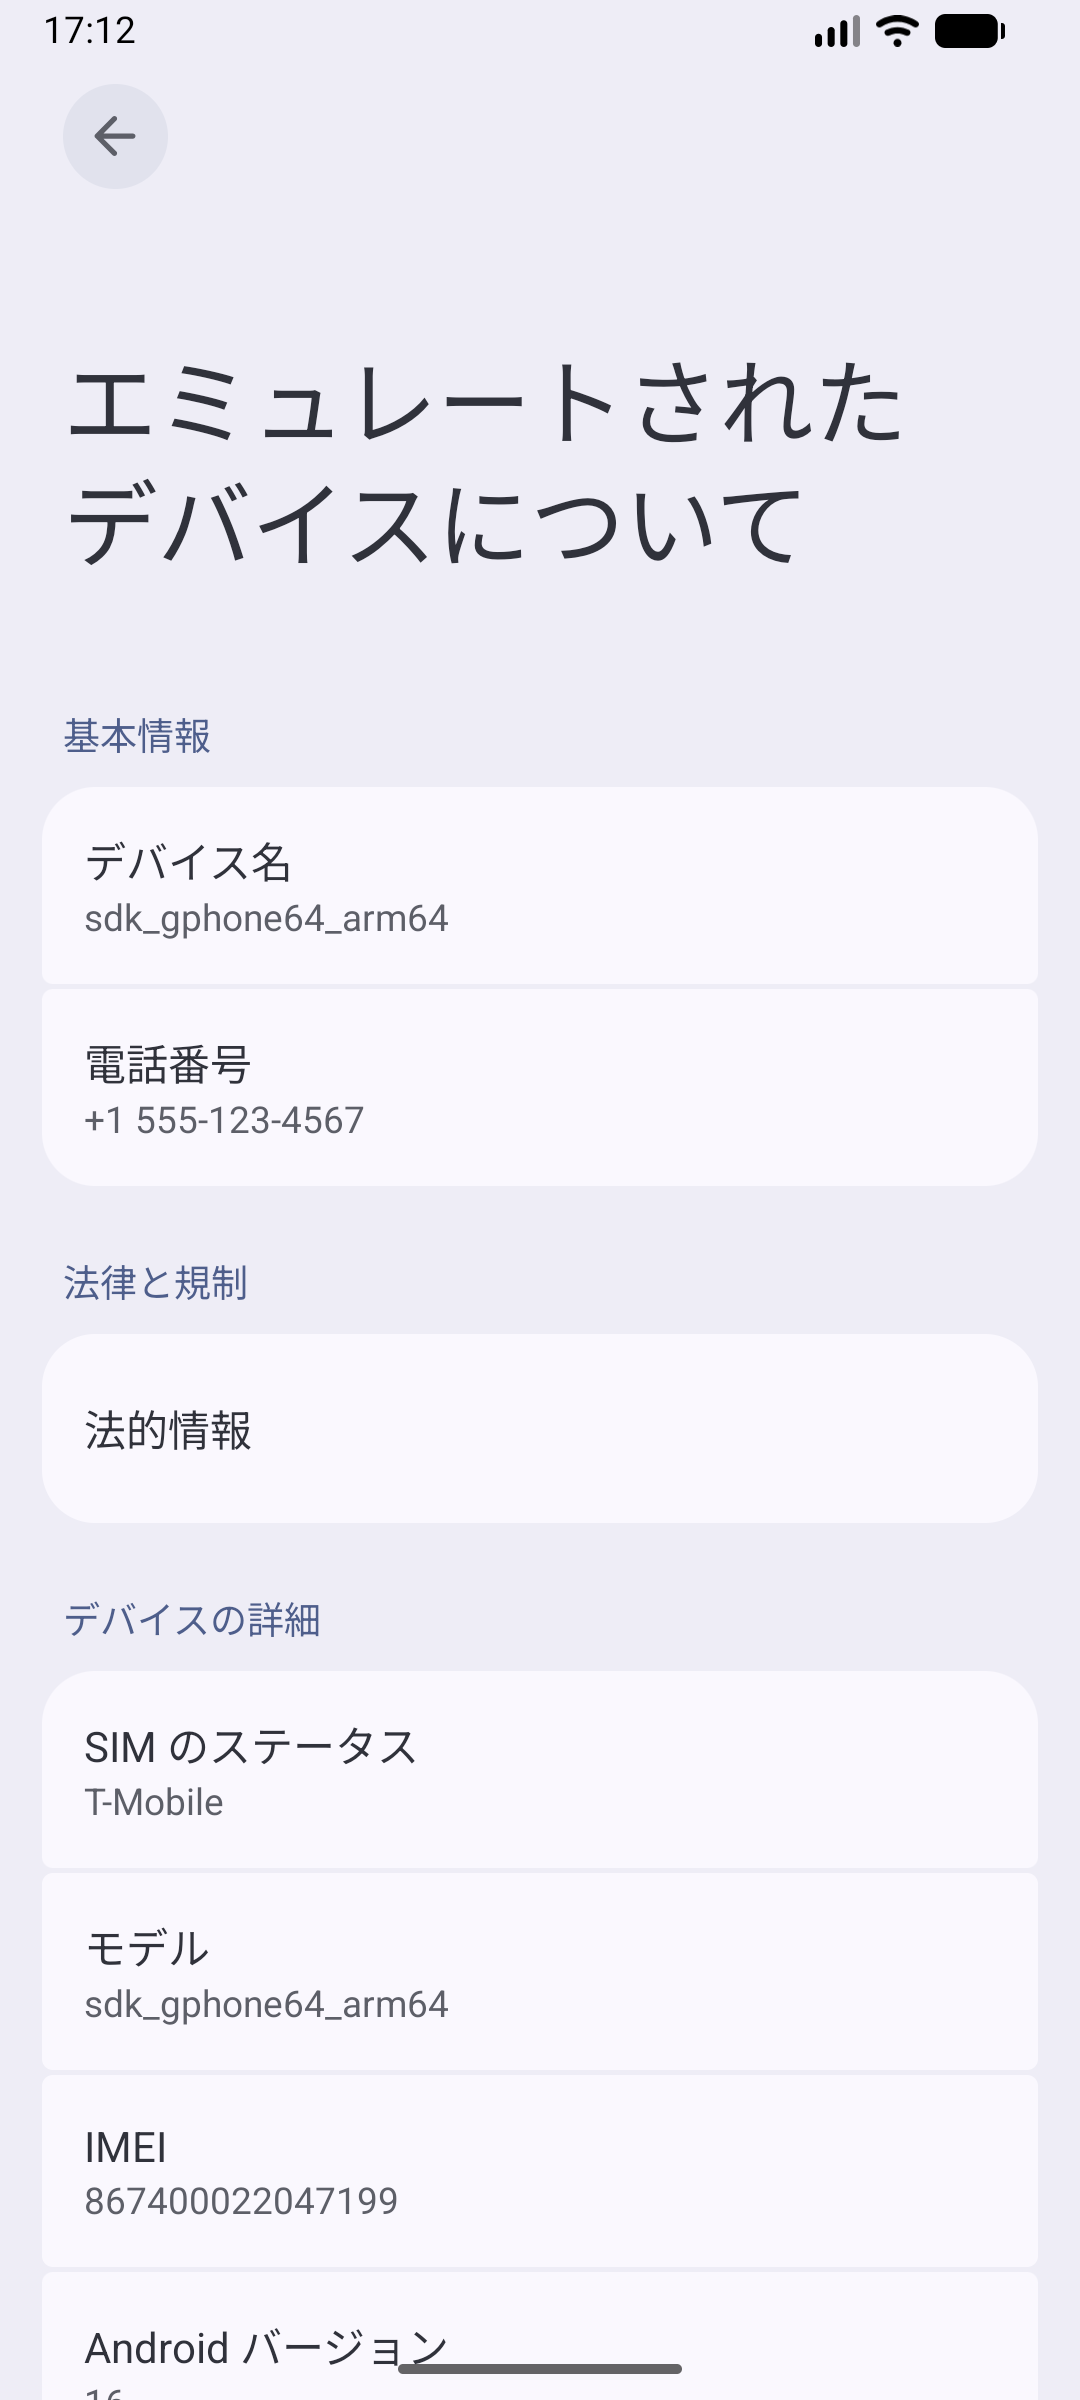 17:12
エミュレートされた
デバイスについて
基本情報
デバイス名
sdk_gphone64_arm64
電話番号
+1 555-123-4567
法律と規制
法的情報
デバイスの詳細
SIM のステータス
T-Mobile
モデル
sdk_gphone64_arm64
IMEI
867400022047199
Android バージョン
16